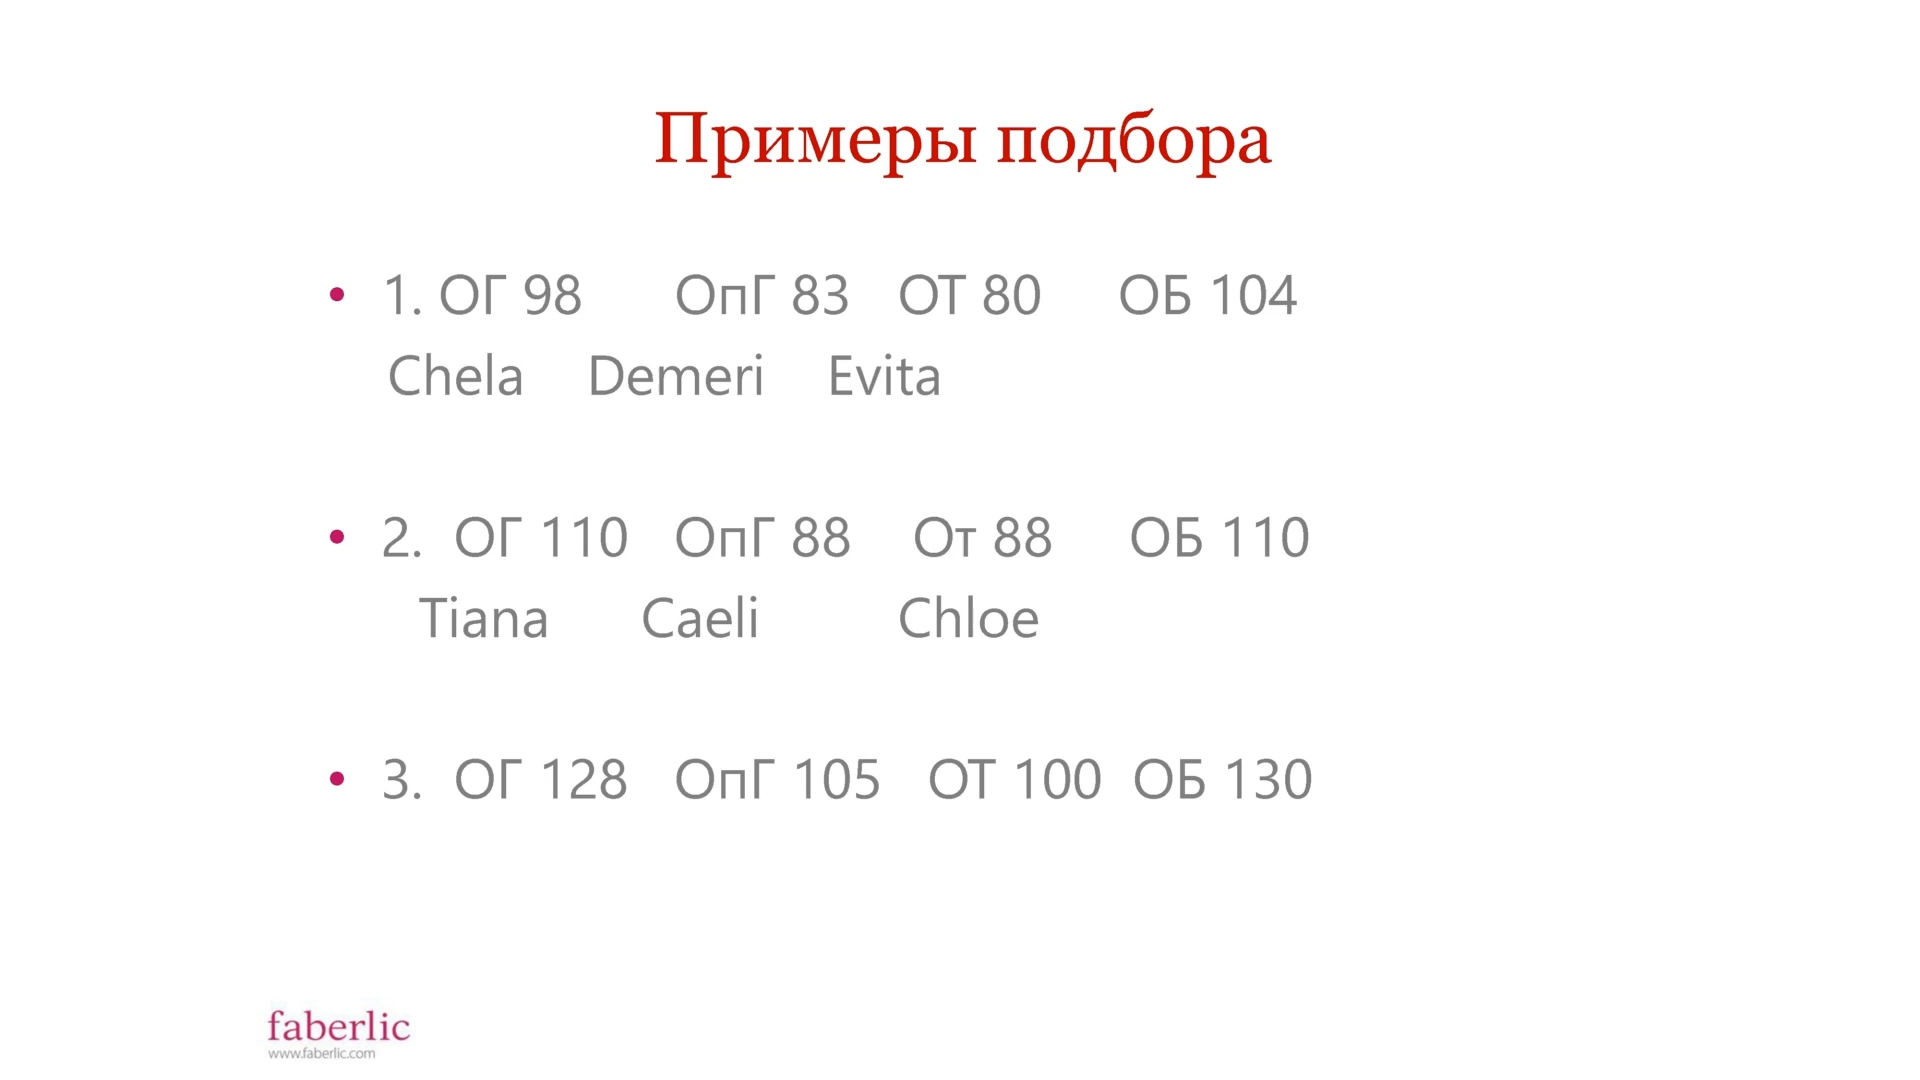 Примеры подбора
• 1. ОГ 98 ОпГ 83 ОТ 80 ОБ 104
Chela Demeri Evita
• 2. ОГ 110 ОпГ 88 От 88 ОБ 110
Tiana Caeli Chloe
• 3. ОГ 128 ОпГ 105 ОТ 100 ОБ 130
faberlic
www.faberlic.com